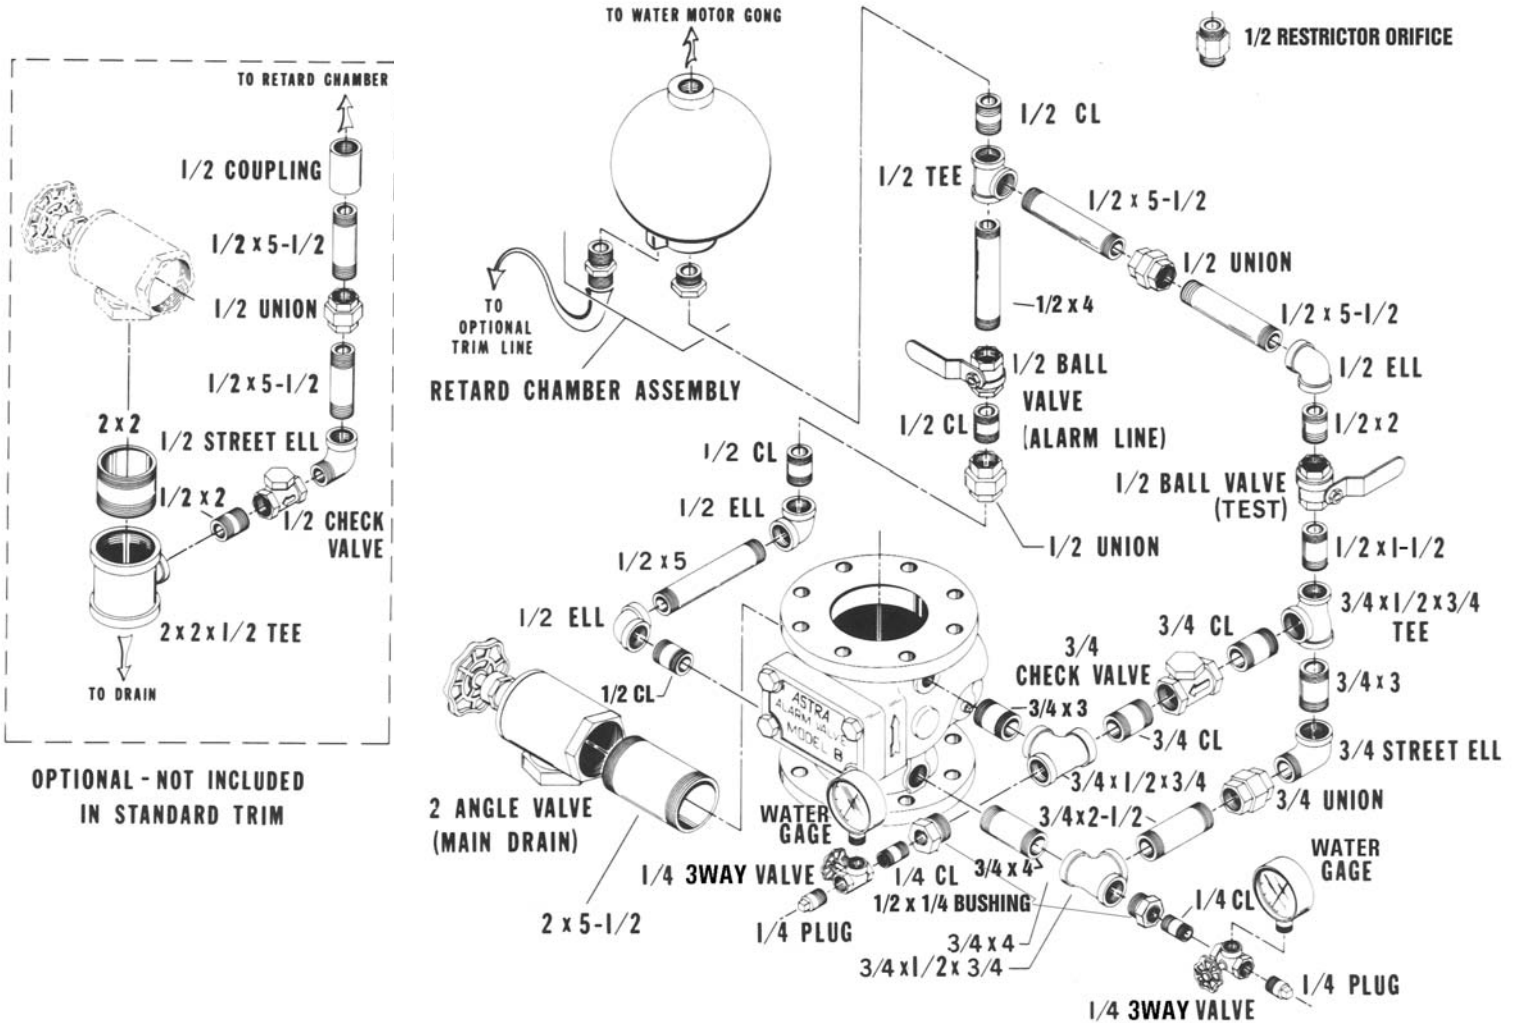 TO WATER MOTOR GONG
1/2 RESTRICTOR ORIFICE
TO RETARD CHAMBER
1/2 COUPLING
1/2 x 5-1/2
1/2 UNION
1/2 x 5-1/2
2 x 2
1/2 STREET ELL
1/2 x 2
1/2 CHECK
VALVE
2 x 2 x 1/2 TEE
TO DRAIN
OPTIONAL - NOT INCLUDED
IN STANDARD TRIM
TO
OPTIONAL
TRIM LINE
RETARD CHAMBER ASSEMBLY
1/2 CL
1/2 TEE
1/2 x 5-1/2
1/2 UNION
1/2 x 4
1/2 x 5-1/2
1/2 BALL
VALVE
(ALARM LINE)
1/2 ELL
1/2 CL
1/2 x 2
1/2 CL
1/2 BALL VALVE
(TEST)
1/2 ELL
1/2 UNION
1/2 x 1-1/2
1/2 x 5
1/2 ELL
1/2 CL
3/4 x 1/2 x 3/4
TEE
3/4 CL
3/4
CHECK VALVE
3/4 x 3
3/4 x 3
3/4 CL
3/4 STREET ELL
ASTRA
ALARM VALVE
MODEL B
3/4 x 1/2 x 3/4
3/4 UNION
2 ANGLE VALVE
(MAIN DRAIN)
WATER
GAGE
3/4 x 2-1/2
WATER
GAGE
1/4 3WAY VALVE
1/4 CL
3/4 x 4
1/2 x 1/4 BUSHING
1/4 CL
2 x 5-1/2
1/4 PLUG
3/4 x 4
3/4 x 1/2 x 3/4
1/4 PLUG
1/4 3WAY VALVE